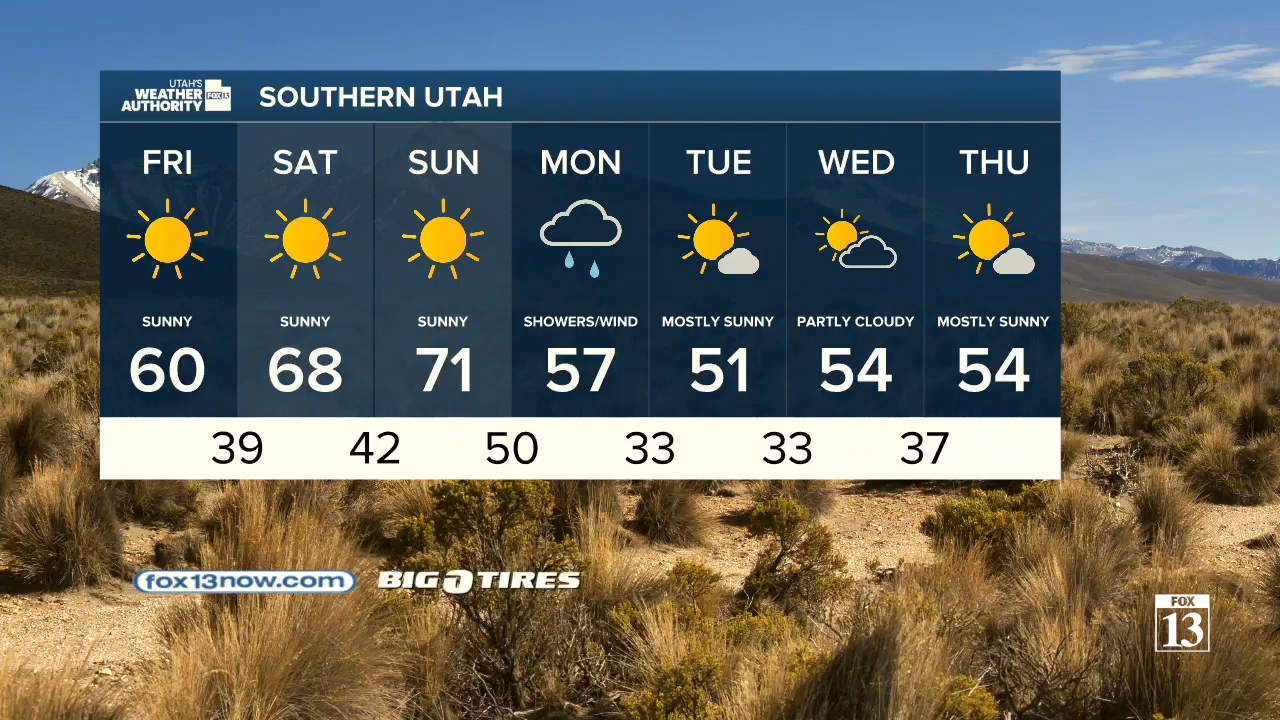 UTAH'S
WEATHER
AUTHORITY
FOX 13
SOUTHERN UTAH
FRI SAT SUN MON TUE WED THU
SUNNY SUNNY SUNNY SHOWERS/WIND MOSTLY SUNNY PARTLY CLOUDY MOSTLY SUNNY
60 68 71 57 51 54 54
39 42 50 33 33 37
fox13now.com BIG O TIRES
FOX
13